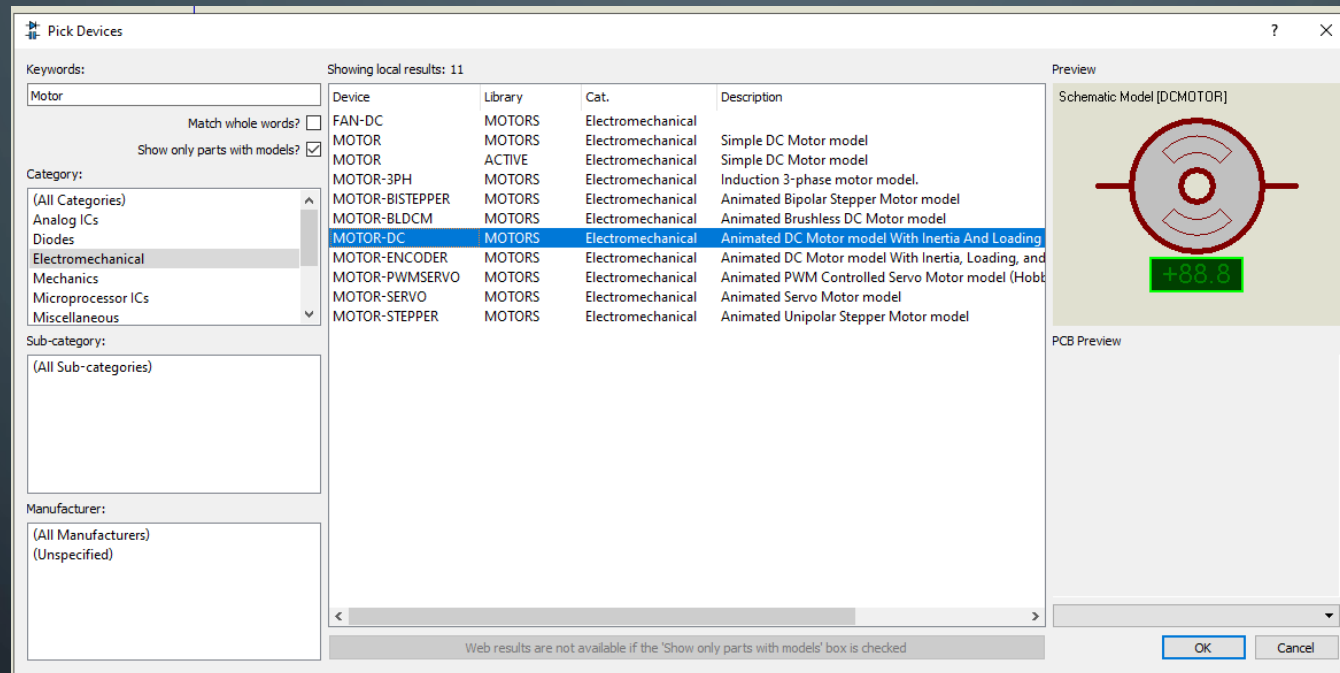 Pick Devices
?
Keywords:
Motor
Match whole words?
Show only parts with models?
Category:
(All Categories)
Analog ICs
Diodes
Electromechanical
Mechanics
Microprocessor ICs
Miscellaneous
Sub-category:
(All Sub-categories)
Manufacturer:
(All Manufacturers)
(Unspecified)
Showing local results: 11
Device Library Cat. Description
FAN-DC MOTORS Electromechanical
MOTOR MOTORS Electromechanical Simple DC Motor model
MOTOR ACTIVE Electromechanical Simple DC Motor model
MOTOR-3PH MOTORS Electromechanical Induction 3-phase motor model.
MOTOR-BISTEPPER MOTORS Electromechanical Animated Bipolar Stepper Motor model
MOTOR-BLDCM MOTORS Electromechanical Animated Brushless DC Motor model
MOTOR-DC MOTORS Electromechanical Animated DC Motor model With Inertia And Loading
MOTOR-ENCODER MOTORS Electromechanical Animated DC Motor model With Inertia, Loading, and
MOTOR-PWMSERVO MOTORS Electromechanical Animated PWM Controlled Servo Motor model (Hobb
MOTOR-SERVO MOTORS Electromechanical Animated Servo Motor model
MOTOR-STEPPER MOTORS Electromechanical Animated Unipolar Stepper Motor model
Web results are not available if the 'Show only parts with models' box is checked
Preview
Schematic Model [DCMOTOR]
+88.8
PCB Preview
OK Cancel